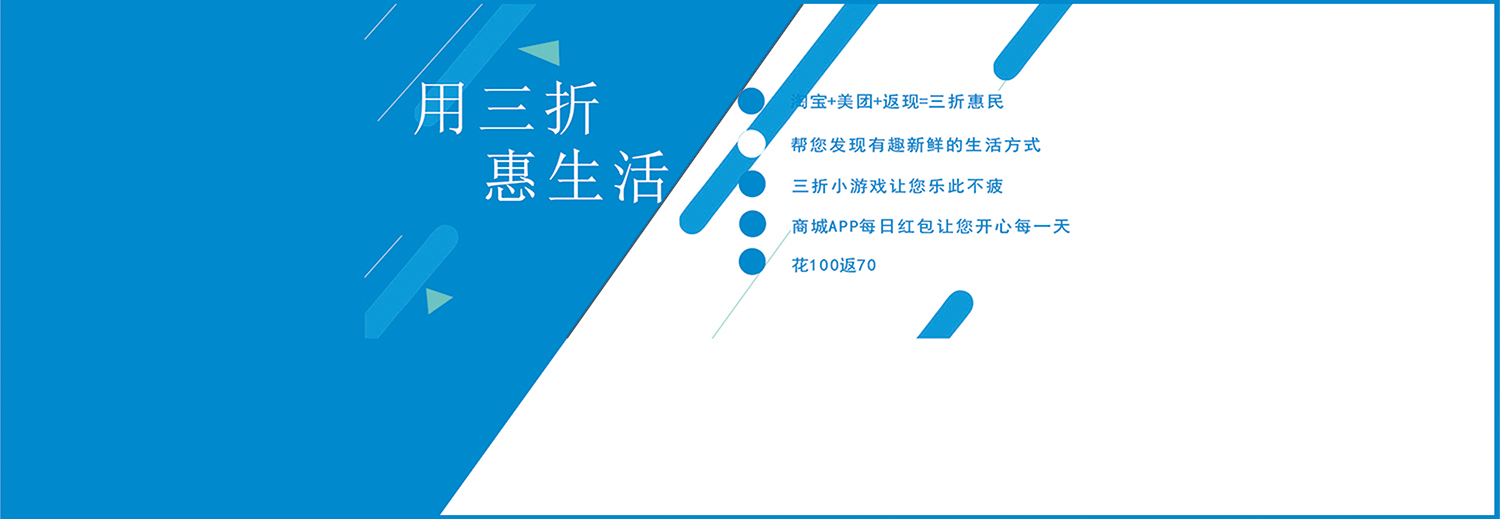 用三折
惠生活
淘宝+美团+返现=三折惠民
帮您发现有趣新鲜的生活方式
三折小游戏让您乐此不疲
商城APP每日红包让您开心每一天
花100返70